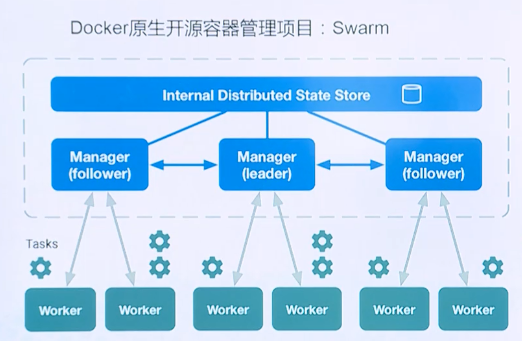 Docker原生开源容器管理项目：Swarm
Internal Distributed State Store
Manager
(follower)
Manager
(leader)
Manager
(follower)
Tasks
Worker
Worker
Worker
Worker
Worker
Worker